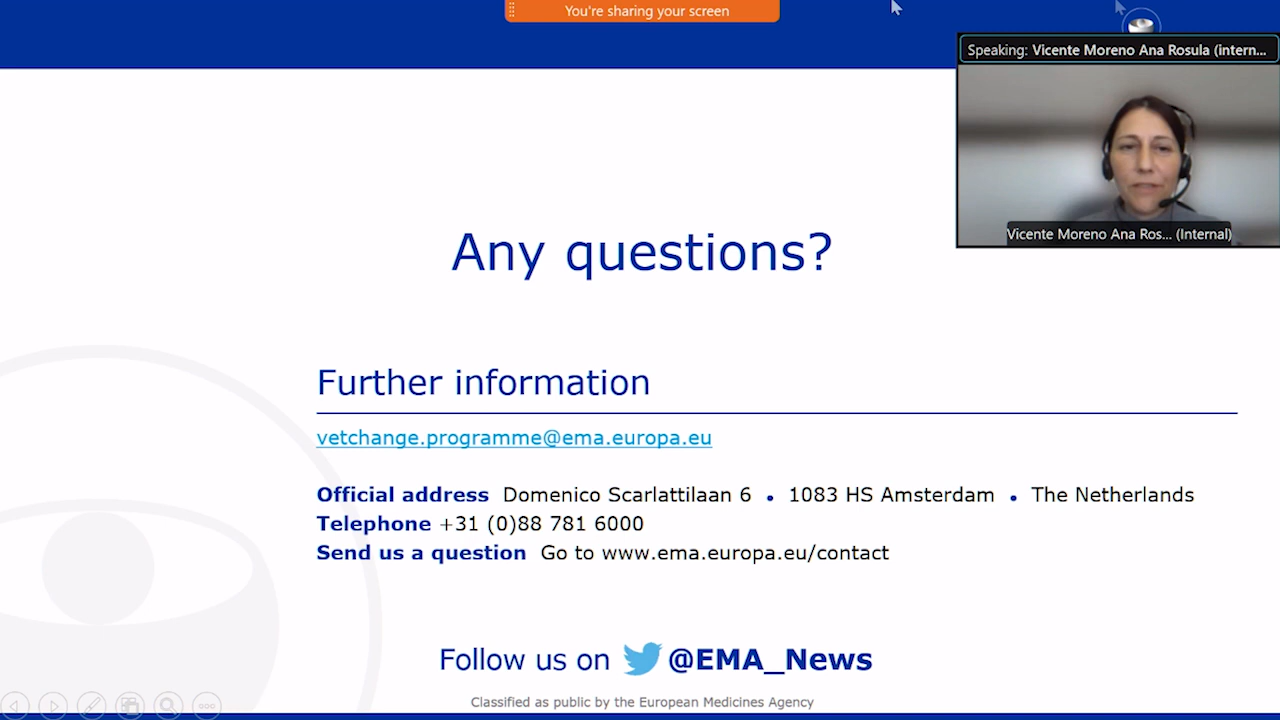 You're sharing your screen
Speaking: Vicente Moreno Ana Rosula (intern...
Vicente Moreno Ana Ros... (Internal)
Any questions?
Further information
vetchange.programme@ema.europa.eu
Official address Domenico Scarlattilaan 6 • 1083 HS Amsterdam • The Netherlands
Telephone +31 (0)88 781 6000
Send us a question Go to www.ema.europa.eu/contact
Follow us on @EMA_News
Classified as public by the European Medicines Agency